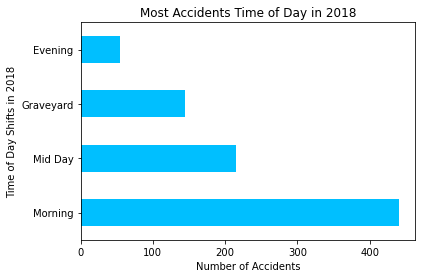 Most Accidents Time of Day in 2018
Time of Day Shifts in 2018
Evening
Graveyard
Mid Day
Morning
0 100 200 300 400
Number of Accidents